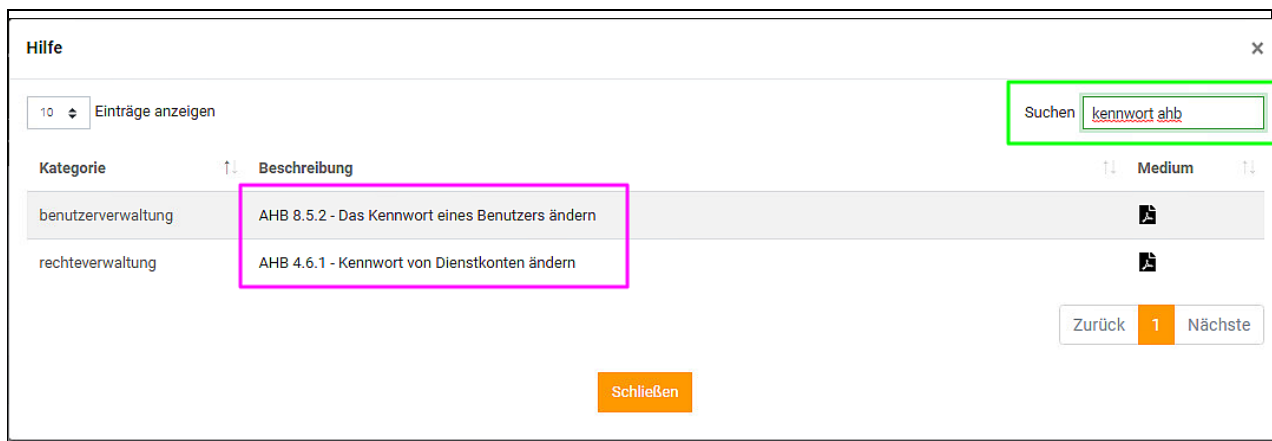 Hilfe ×
10 Einträge anzeigen Suchen kennwort ahb
Kategorie Beschreibung Medium
benutzerverwaltung AHB 8.5.2 - Das Kennwort eines Benutzers ändern
rechteverwaltung AHB 4.6.1 - Kennwort von Dienstkonten ändern
Zurück 1 Nächste
Schließen